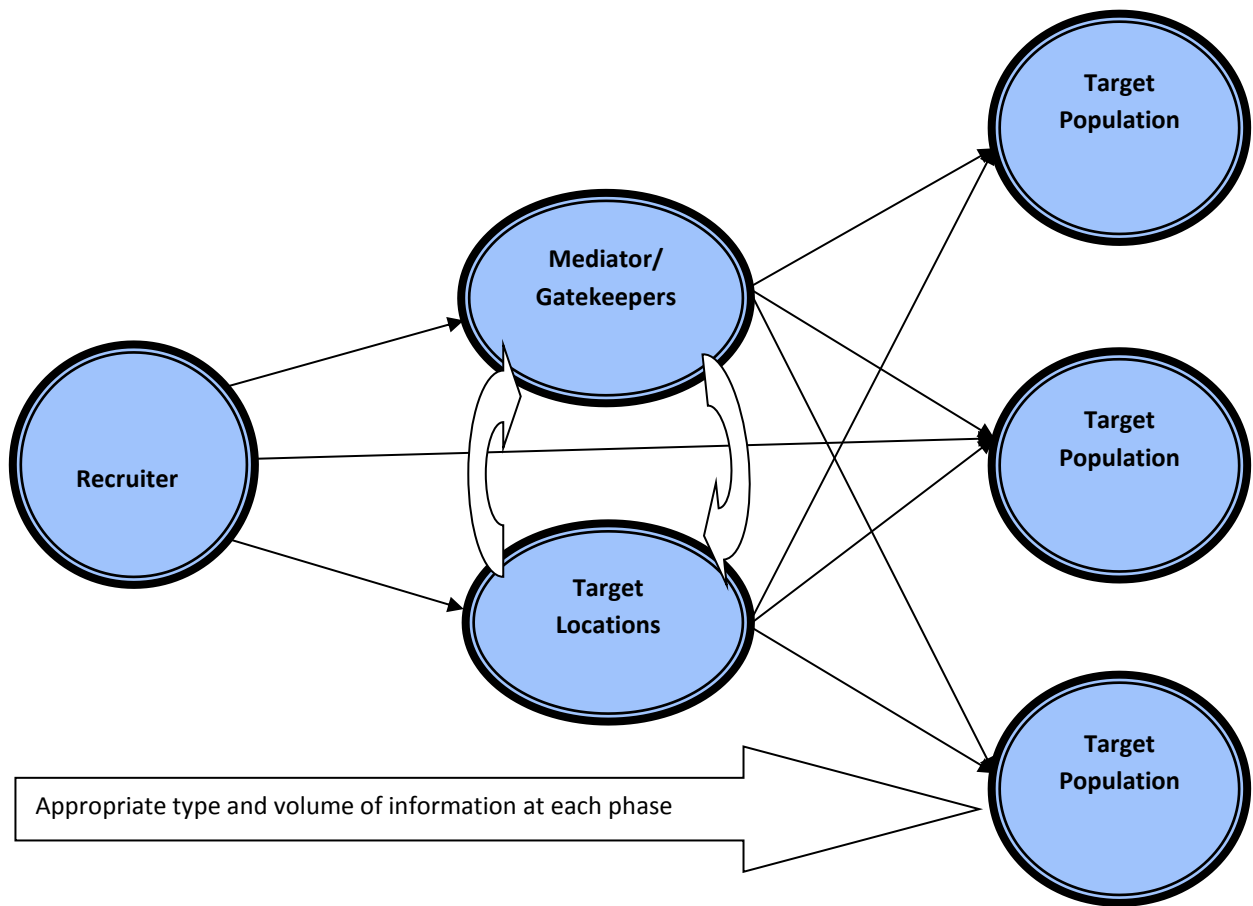 Target
Population
Mediator/
Gatekeepers
Recruiter
Target
Population
Target
Locations
Target
Population
Appropriate type and volume of information at each phase